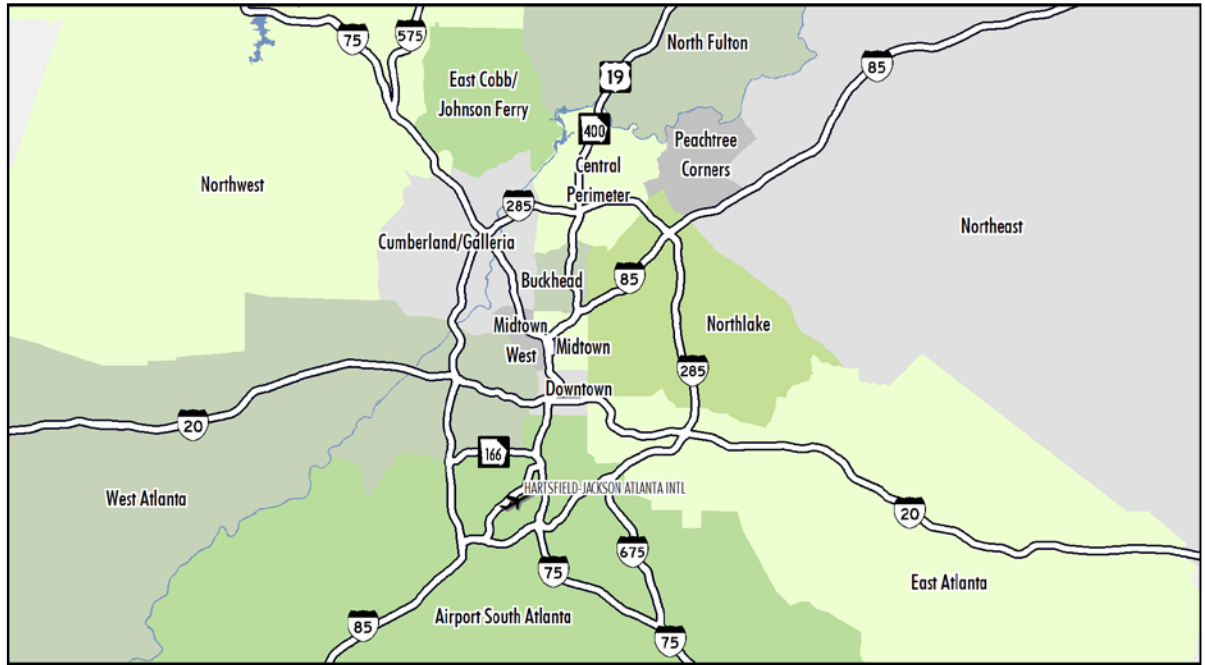 75
575
North Fulton
19
85
East Cobb/
Johnson Ferry
400
Peachtree
Corners
Central
Perimeter
Northwest
285
Cumberland/Galleria
Northeast
Buckhead
85
Midtown
West
Midtown
Northlake
285
Downtown
20
166
HARTSFIELD-JACKSON ATLANTA INTL
West Atlanta
20
675
75
East Atlanta
Airport South Atlanta
85
75